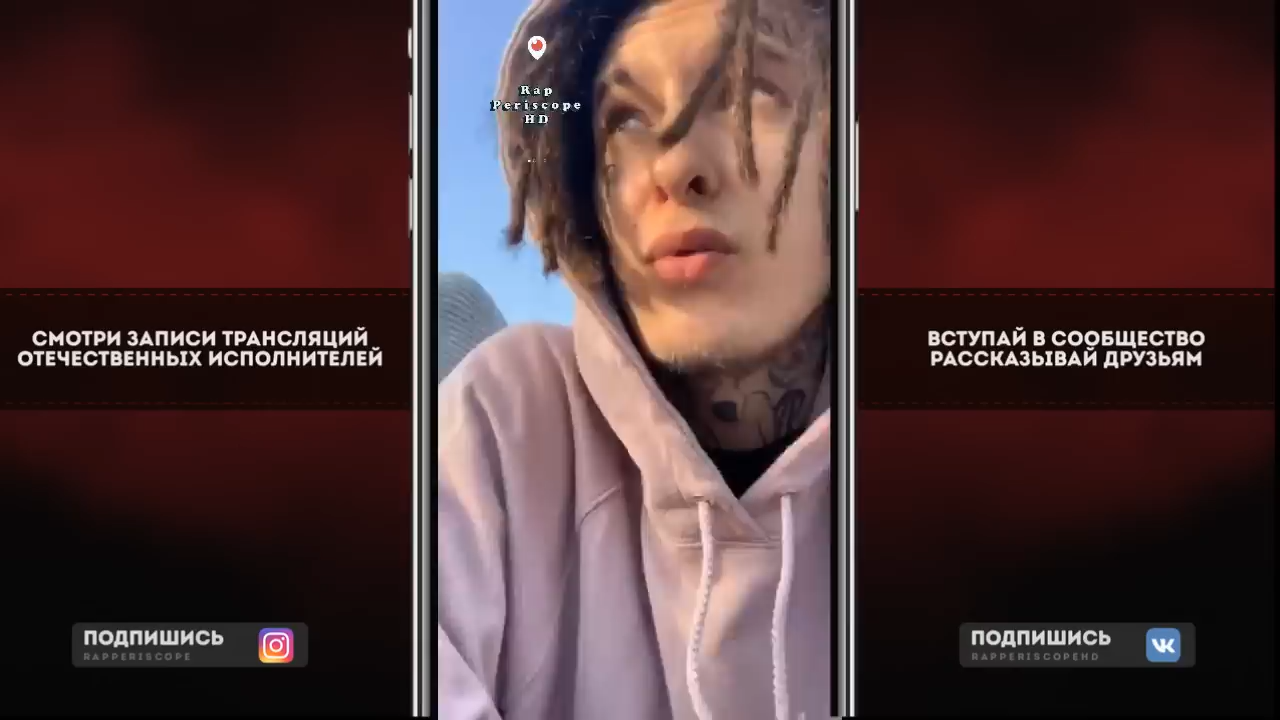 Rap
Periscope
HD
СМОТРИ ЗАПИСИ ТРАНСЛЯЦИЙ
ОТЕЧЕСТВЕННЫХ ИСПОЛНИТЕЛЕЙ
ВСТУПАЙ В СООБЩЕСТВО
РАССКАЗЫВАЙ ДРУЗЬЯМ
ПОДПИШИСЬ
RAPPERISCOPE
ПОДПИШИСЬ
RAPPERISCOPEHD